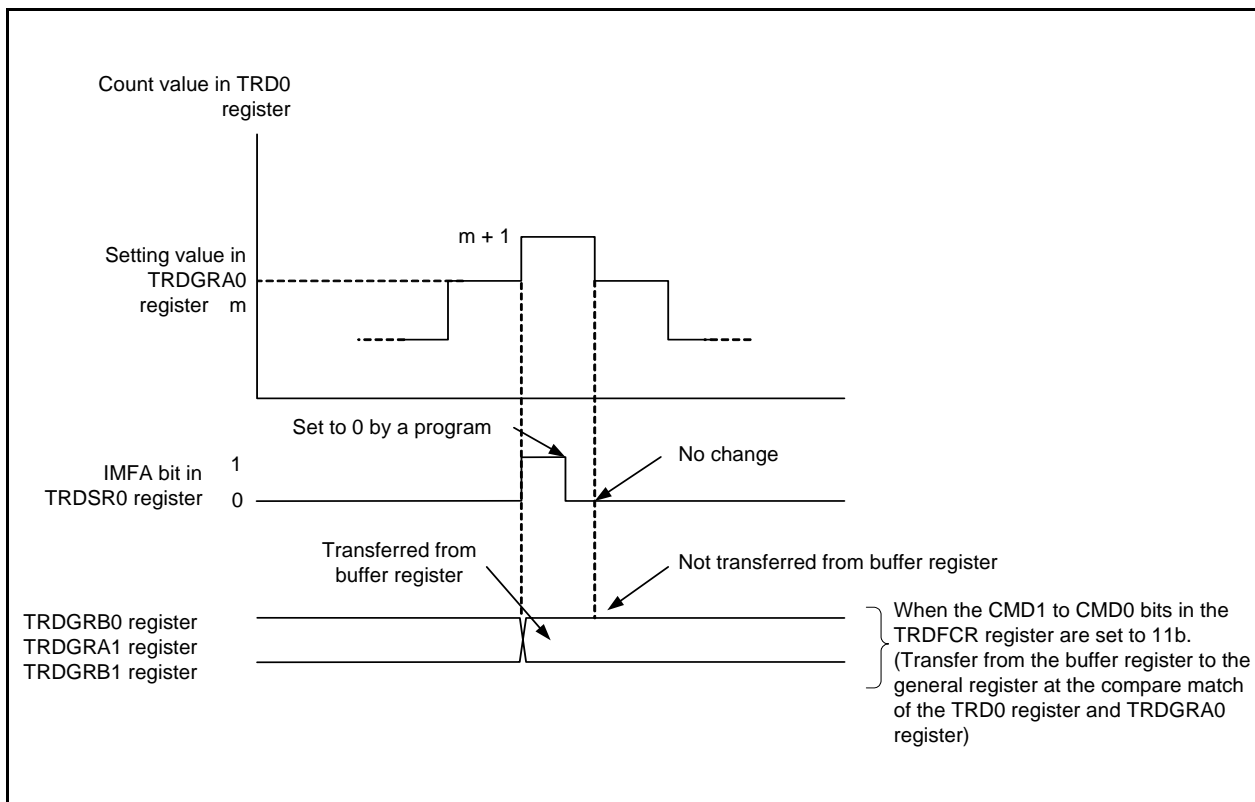 Count value in TRD0
register
m + 1
Setting value in
TRDGRA0
register m
Set to 0 by a program
No change
IMFA bit in
TRDSR0 register
1
0
Transferred from
buffer register
Not transferred from buffer register
TRDGRB0 register
TRDGRA1 register
TRDGRB1 register
When the CMD1 to CMD0 bits in the
TRDFCR register are set to 11b.
(Transfer from the buffer register to the
general register at the compare match
of the TRD0 register and TRDGRA0
register)